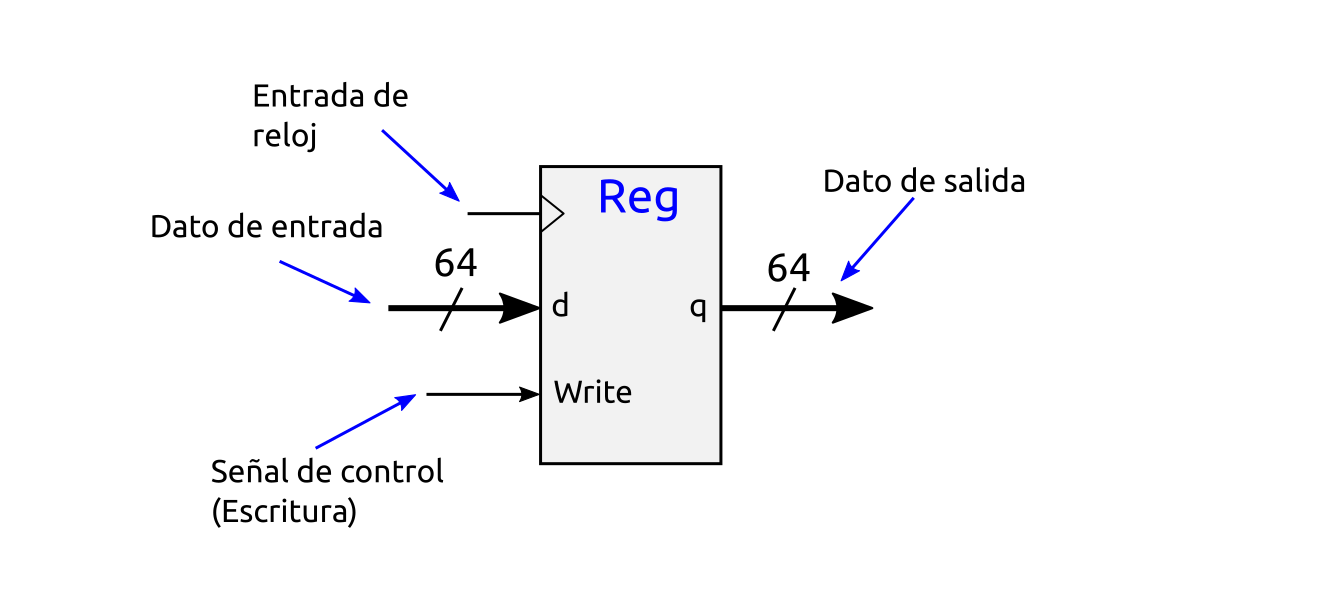 Entrada de
reloj
Reg
Dato de salida
Dato de entrada
64
64
d
q
Write
Señal de control
(Escritura)